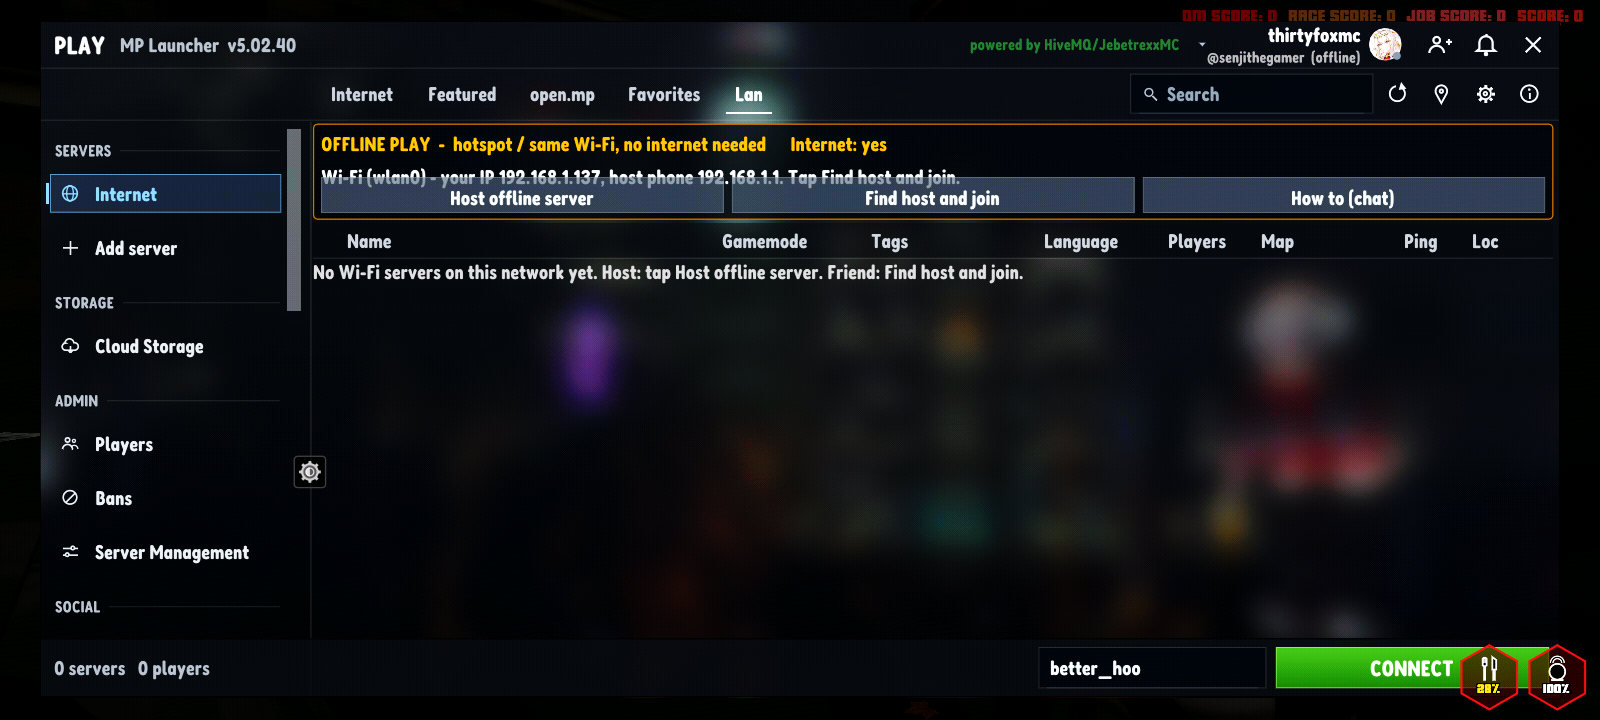 DM SCORE: 0 RACE SCORE: 0 JOB SCORE: 0 SCORE: 0
PLAY MP Launcher v5.02.40
powered by HiveMQ/JebetrexxMC
thirtyfoxmc
@senjithegamer (offline)
Internet Featured open.mp Favorites Lan
Search
SERVERS
Internet
Add server
STORAGE
Cloud Storage
ADMIN
Players
Bans
Server Management
SOCIAL
OFFLINE PLAY - hotspot / same Wi-Fi, no internet needed Internet: yes
Wi-Fi (wlan0) - your IP 192.168.1.137, host phone 192.168.1.1. Tap Find host and join.
Host offline server Find host and join How to (chat)
Name Gamemode Tags Language Players Map Ping Loc
No Wi-Fi servers on this network yet. Host: tap Host offline server. Friend: Find host and join.
0 servers 0 players
better_hoo
CONNECT
28%
100%